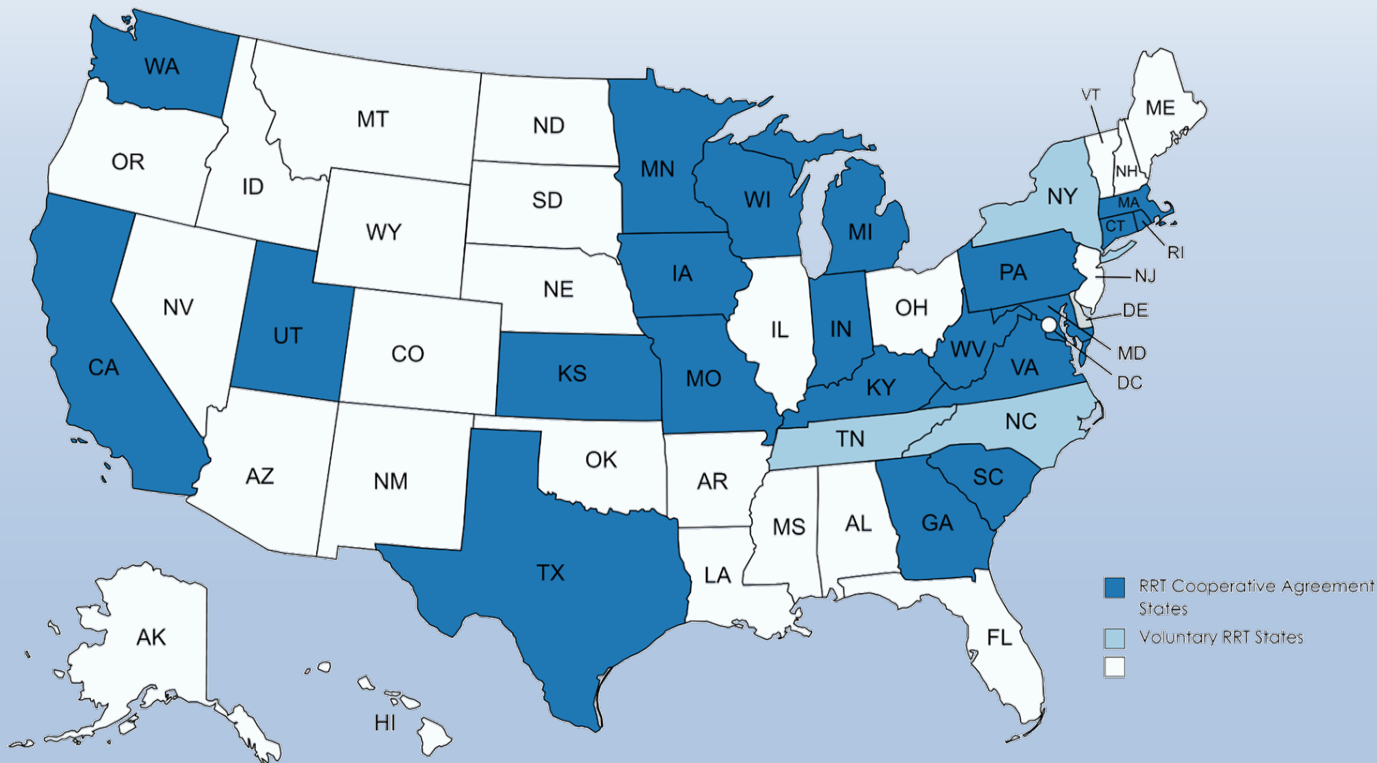 WA
MT
ND
MN
VT
ME
OR
ID
SD
WI
MI
NY
NH
MA
CT
RI
WY
IA
PA
NJ
NE
NV
UT
CO
IL
IN
OH
DE
WV
MD
DC
CA
KS
MO
KY
VA
TN
NC
AZ
NM
OK
AR
SC
MS
AL
GA
TX
LA
FL
AK
HI
RRT Cooperative Agreement
States
Voluntary RRT States